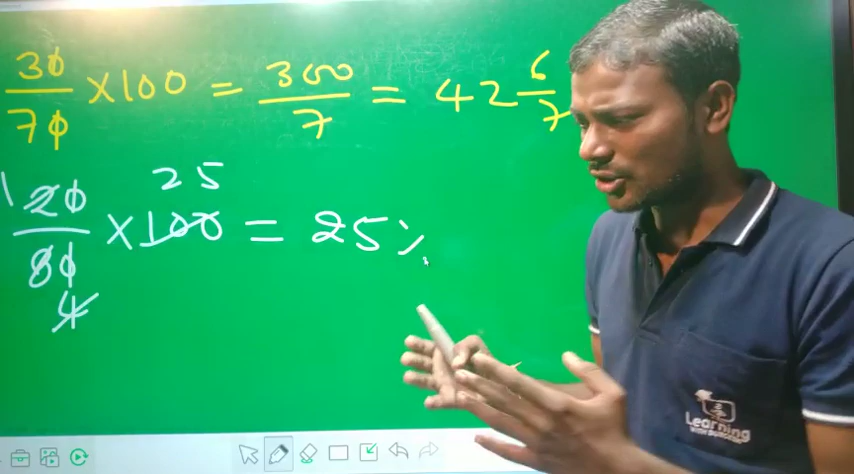 30/70 × 100 = 300/7 = 42 6/7
25
1
20/80 × 100 = 25%
4
Learning